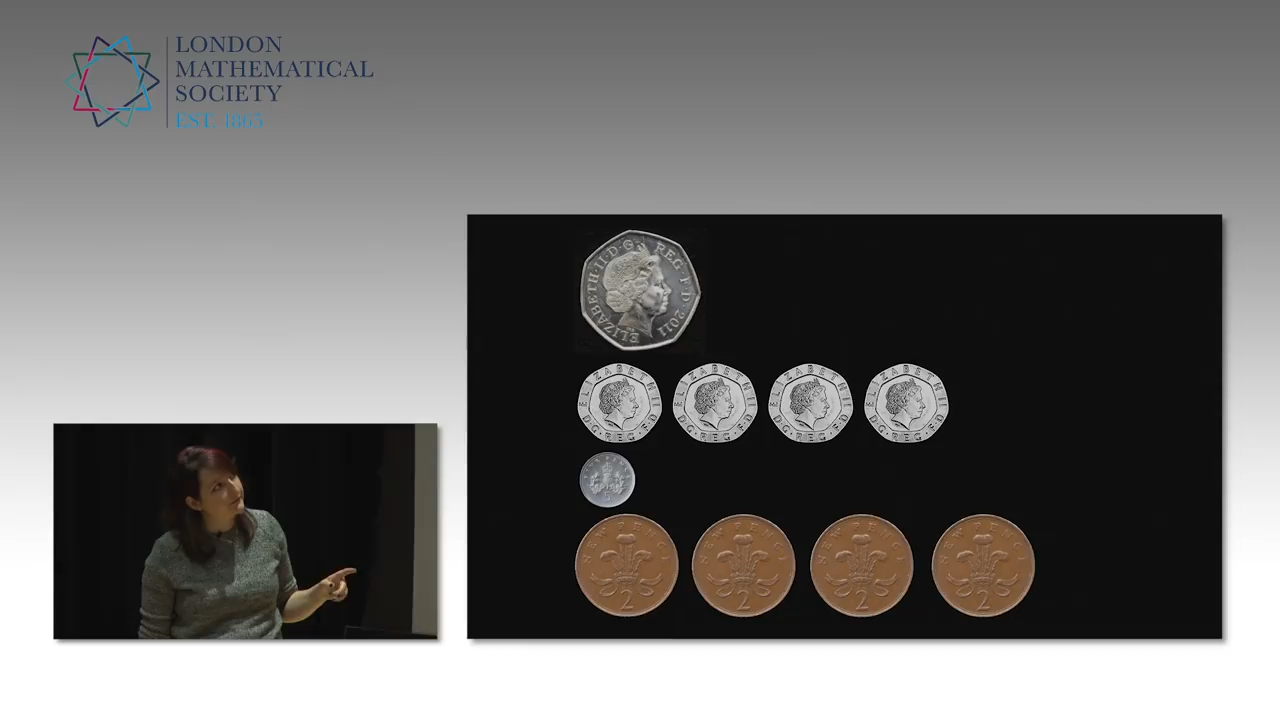 LONDON
MATHEMATICAL
SOCIETY
EST. 1865
ELIZABETH·II·D·G REG·F·D·2011
ELIZABETH II D·G·REG·F·D
ELIZABETH II D·G·REG·F·D
ELIZABETH II D·G·REG·F·D
ELIZABETH II D·G·REG·F·D
NEW PENCE
2
NEW PENCE
2
NEW PENCE
2
NEW PENCE
2